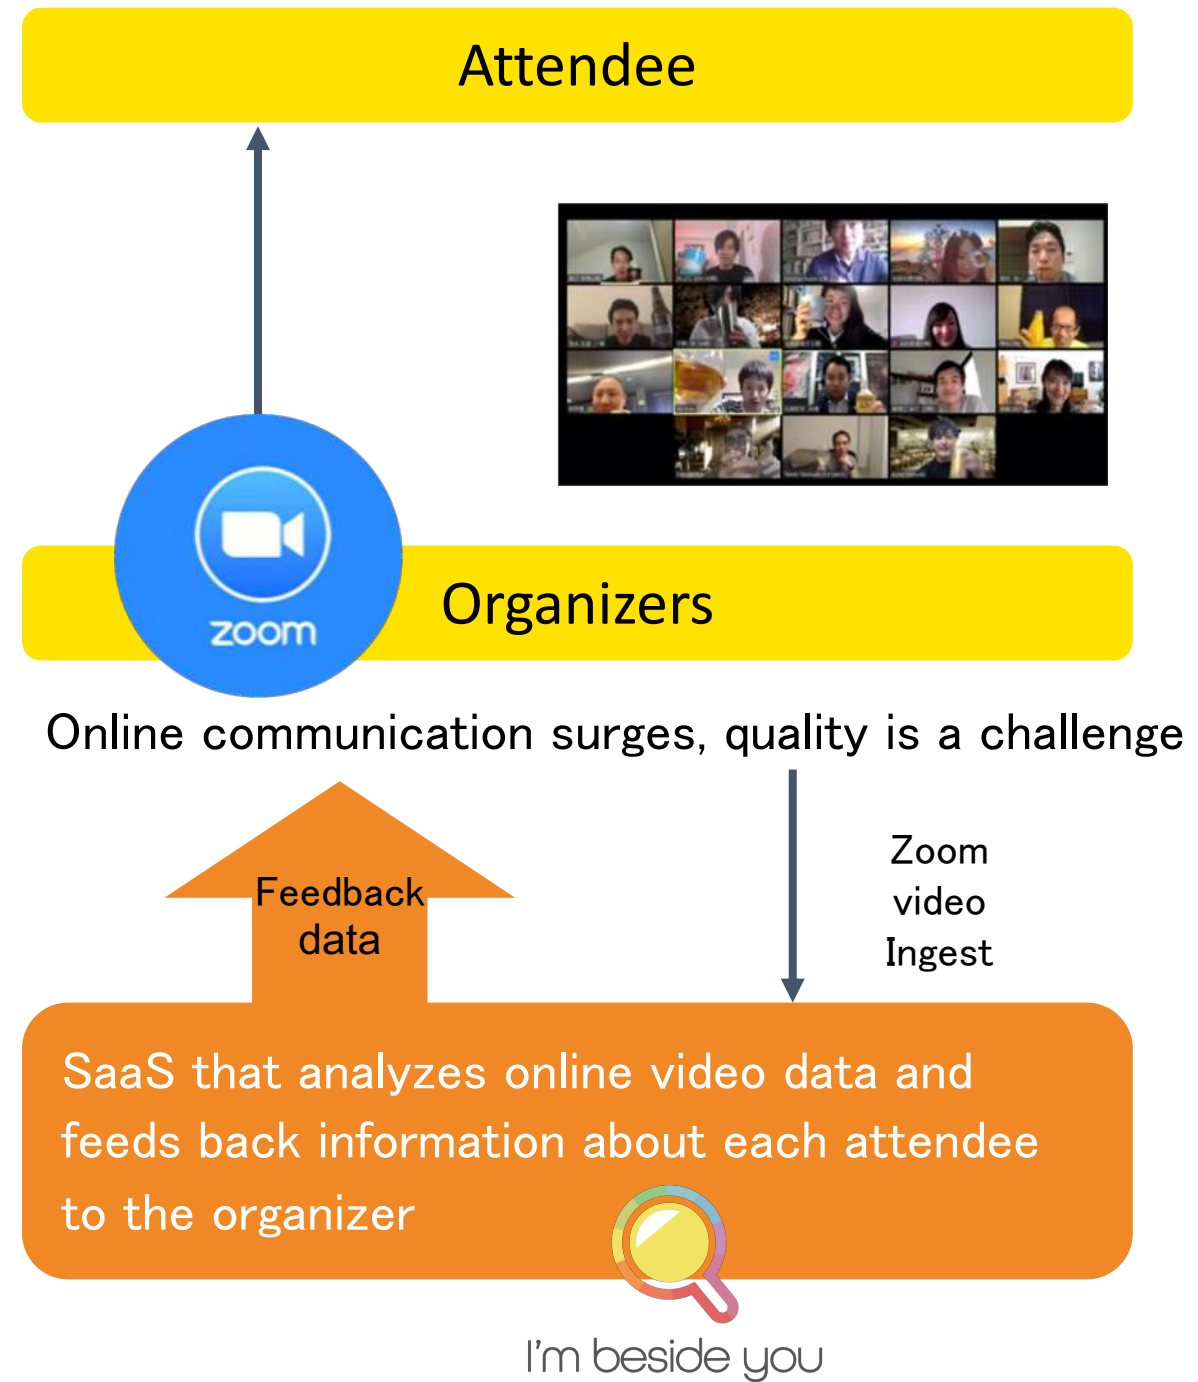 Attendee
zoom
Organizers
Online communication surges, quality is a challenge
Feedback
data
Zoom
video
Ingest
SaaS that analyzes online video data and
feeds back information about each attendee
to the organizer
I'm beside you